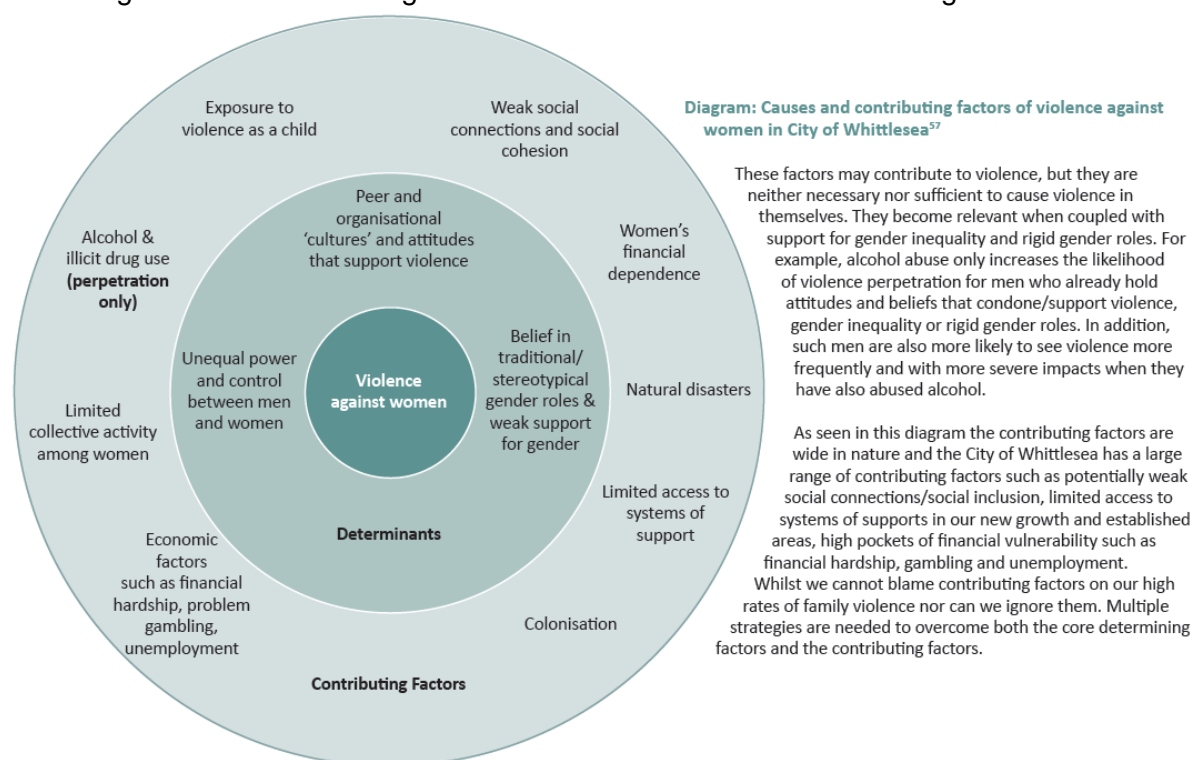 Exposure to
violence as a child
Weak social
connections and social
cohesion
Alcohol &
illicit drug use
(perpetration
only)
Peer and
organisational
‘cultures’ and attitudes
that support violence
Women’s
financial
dependence
Unequal power
and control
between men
and women
Violence
against women
Belief in
traditional/
stereotypical
gender roles &
weak support
for gender
Natural disasters
Limited
collective activity
among women
Limited access to
systems of
support
Determinants
Economic
factors
such as financial
hardship, problem
gambling,
unemployment
Colonisation
Contributing Factors
Diagram: Causes and contributing factors of violence against
women in City of Whittlesea⁵⁷
These factors may contribute to violence, but they are
neither necessary nor sufficient to cause violence in
themselves. They become relevant when coupled with
support for gender inequality and rigid gender roles. For
example, alcohol abuse only increases the likelihood
of violence perpetration for men who already hold
attitudes and beliefs that condone/support violence,
gender inequality or rigid gender roles. In addition,
such men are also more likely to see violence more
frequently and with more severe impacts when they
have also abused alcohol.
As seen in this diagram the contributing factors are
wide in nature and the City of Whittlesea has a large
range of contributing factors such as potentially weak
social connections/social inclusion, limited access to
systems of supports in our new growth and established
areas, high pockets of financial vulnerability such as
financial hardship, gambling and unemployment.
Whilst we cannot blame contributing factors on our high
rates of family violence nor can we ignore them. Multiple
strategies are needed to overcome both the core determining
factors and the contributing factors.